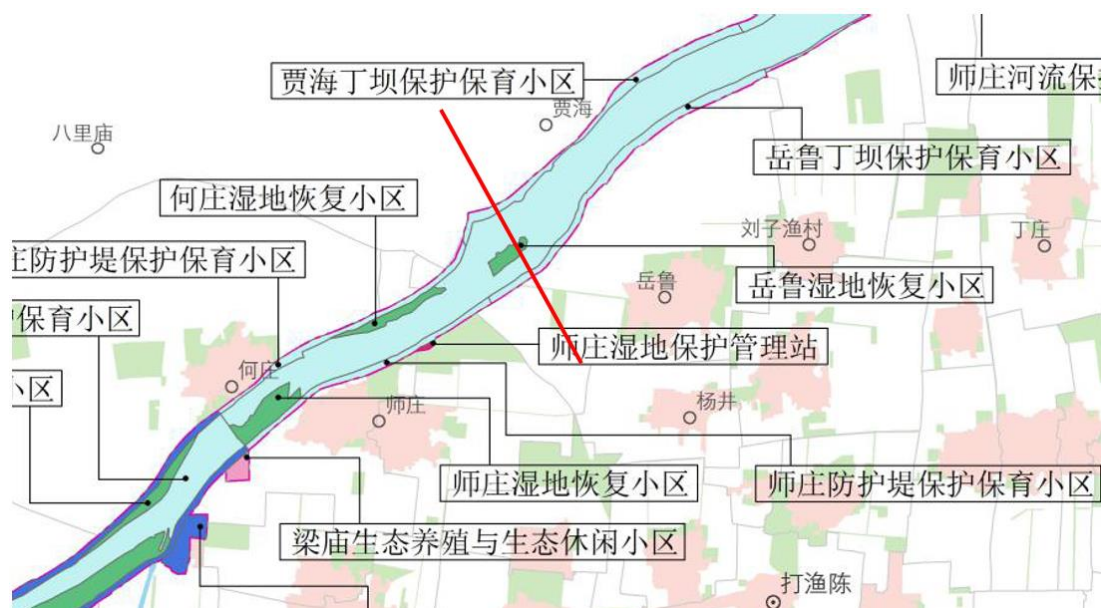 贾海丁坝保护保育小区
师庄河流保
贾海
八里庙
岳鲁丁坝保护保育小区
何庄湿地恢复小区
刘子渔村
丁庄
庄防护堤保护保育小区
岳鲁
岳鲁湿地恢复小区
保育小区
师庄湿地保护管理站
何庄
小区
师庄
杨井
师庄湿地恢复小区
师庄防护堤保护保育小区
梁庙生态养殖与生态休闲小区
打渔陈